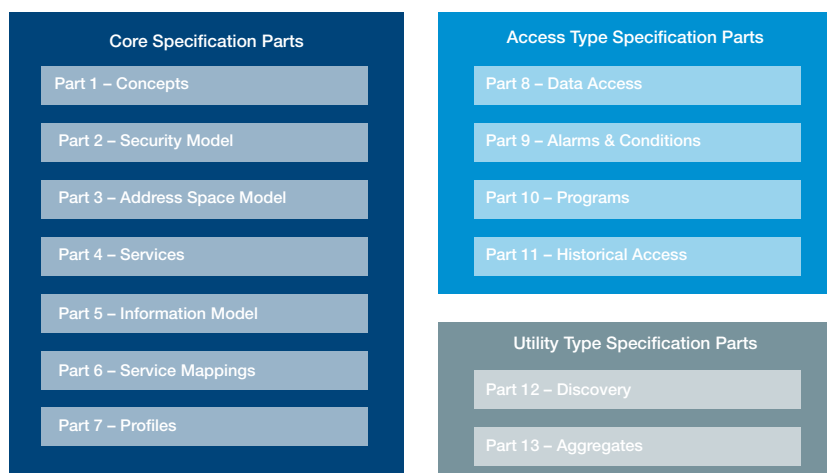 Core Specification Parts
Part 1 – Concepts
Part 2 – Security Model
Part 3 – Address Space Model
Part 4 – Services
Part 5 – Information Model
Part 6 – Service Mappings
Part 7 – Profiles
Access Type Specification Parts
Part 8 – Data Access
Part 9 – Alarms & Conditions
Part 10 – Programs
Part 11 – Historical Access
Utility Type Specification Parts
Part 12 – Discovery
Part 13 – Aggregates